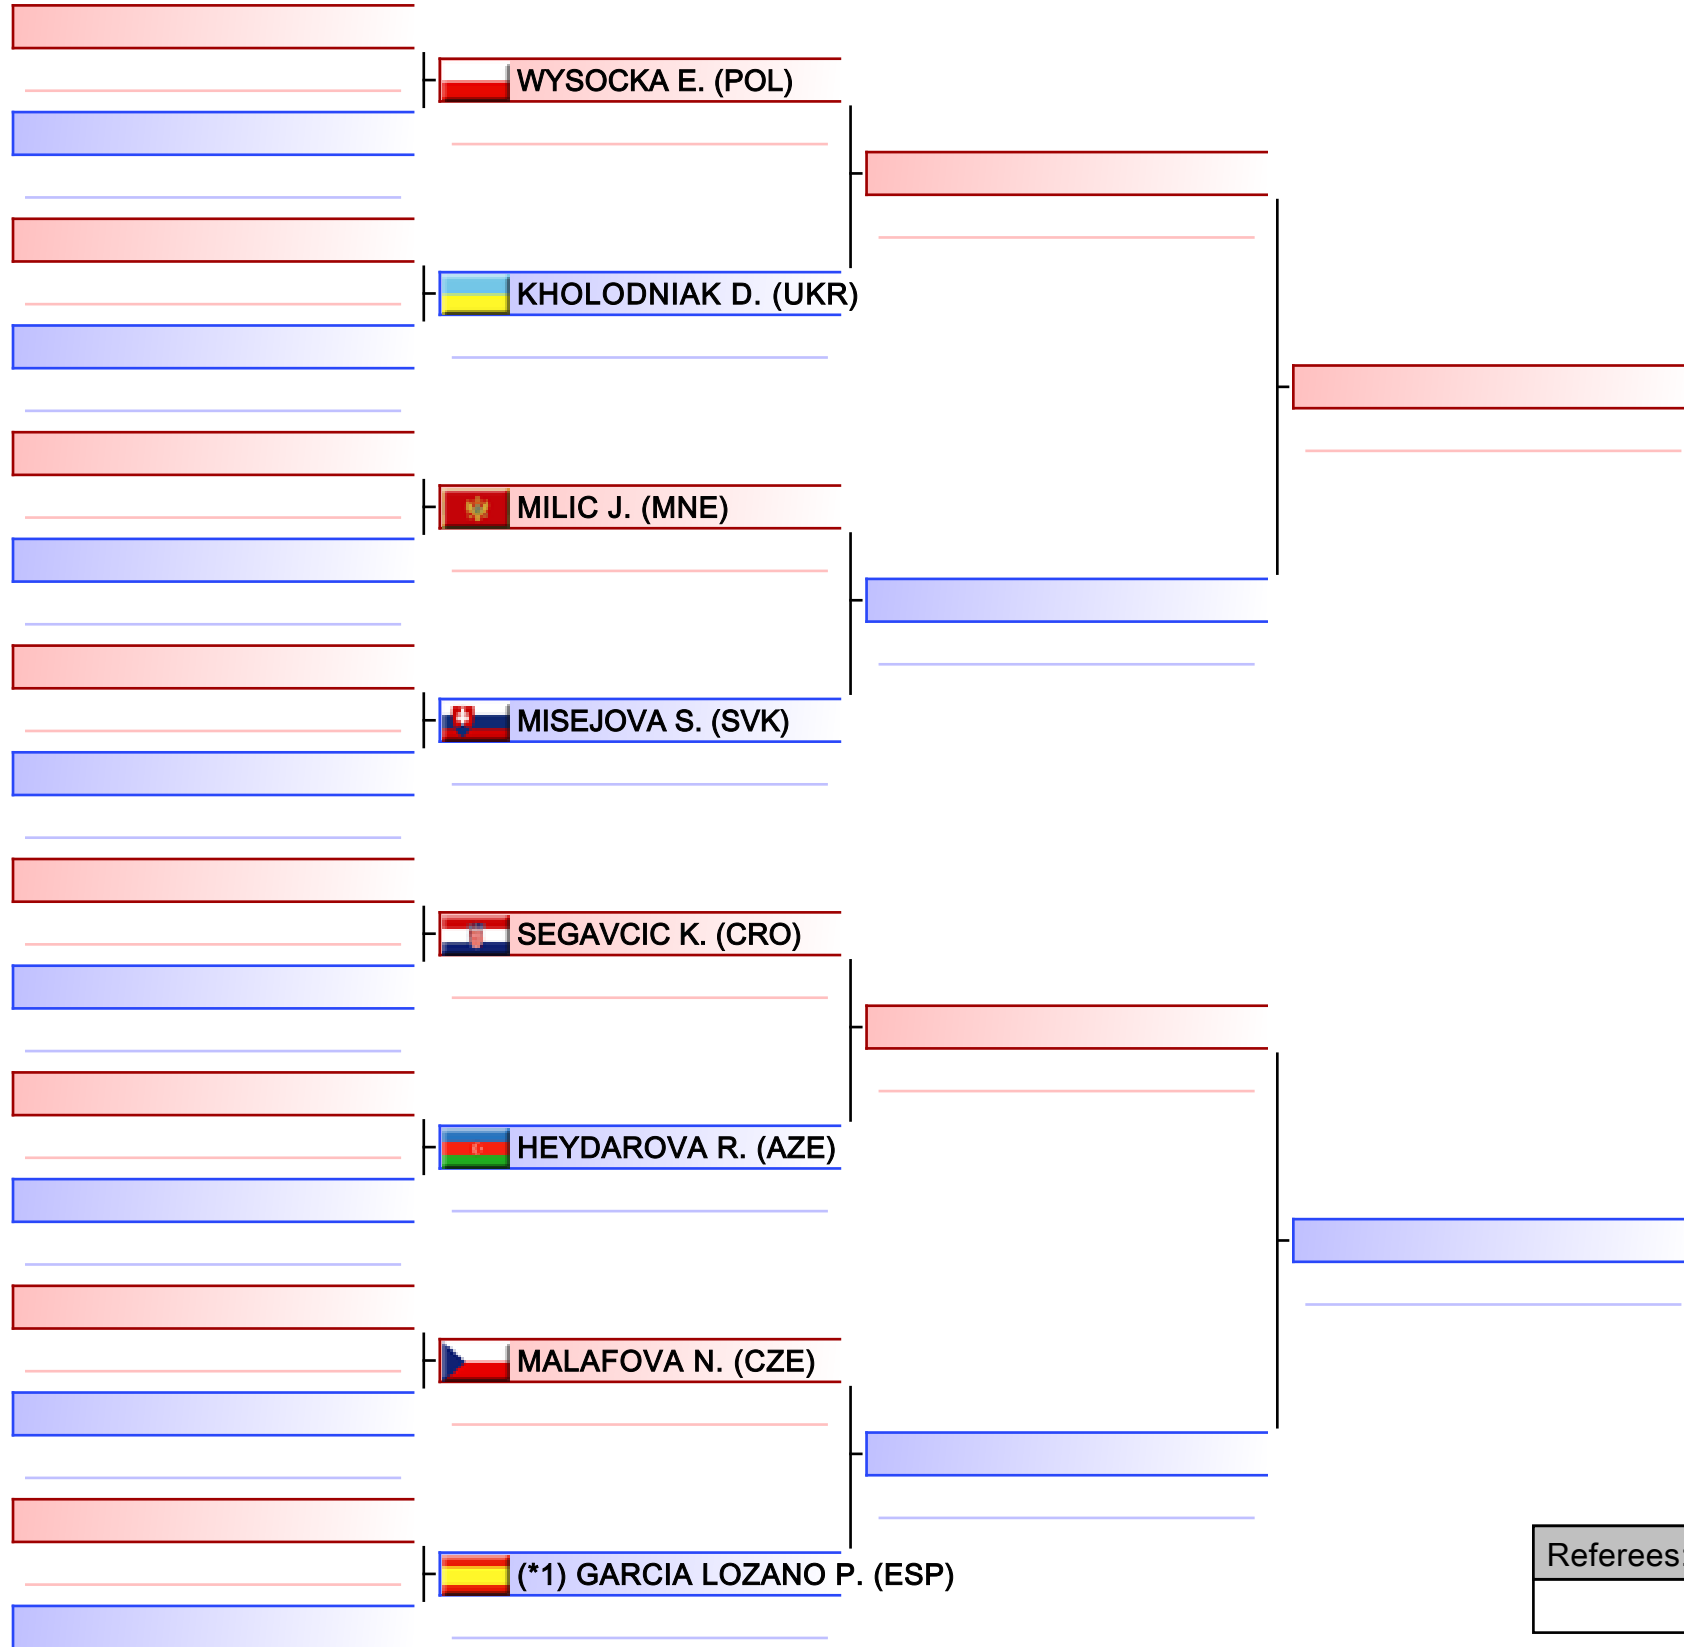 WYSOCKA E. (POL)
KHOLODNIAK D. (UKR)
MILIC J. (MNE)
MISEJOVA S. (SVK)
SEGAVCIC K. (CRO)
HEYDAROVA R. (AZE)
MALAFOVA N. (CZE)
(*1) GARCIA LOZANO P. (ESP)
Referees: